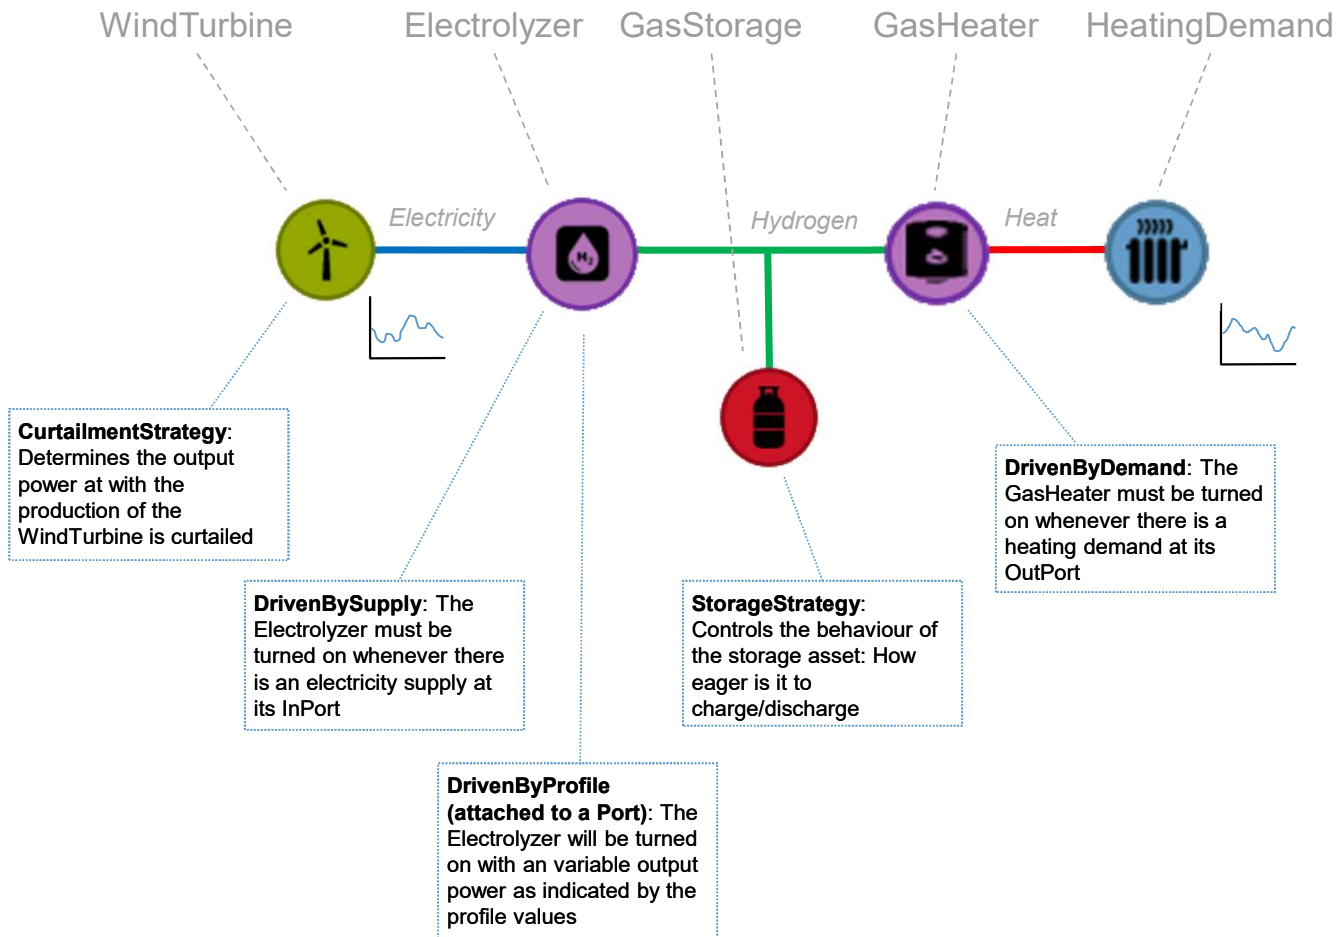 WindTurbine
Electrolyzer
GasStorage
GasHeater
HeatingDemand
Electricity
Hydrogen
Heat
H2
CurtailmentStrategy:
Determines the output
power at with the
production of the
WindTurbine is curtailed
DrivenBySupply: The
Electrolyzer must be
turned on whenever there
is an electricity supply at
its InPort
DrivenByProfile
(attached to a Port): The
Electrolyzer will be turned
on with an variable output
power as indicated by the
profile values
StorageStrategy:
Controls the behaviour of
the storage asset: How
eager is it to
charge/discharge
DrivenByDemand: The
GasHeater must be turned
on whenever there is a
heating demand at its
OutPort